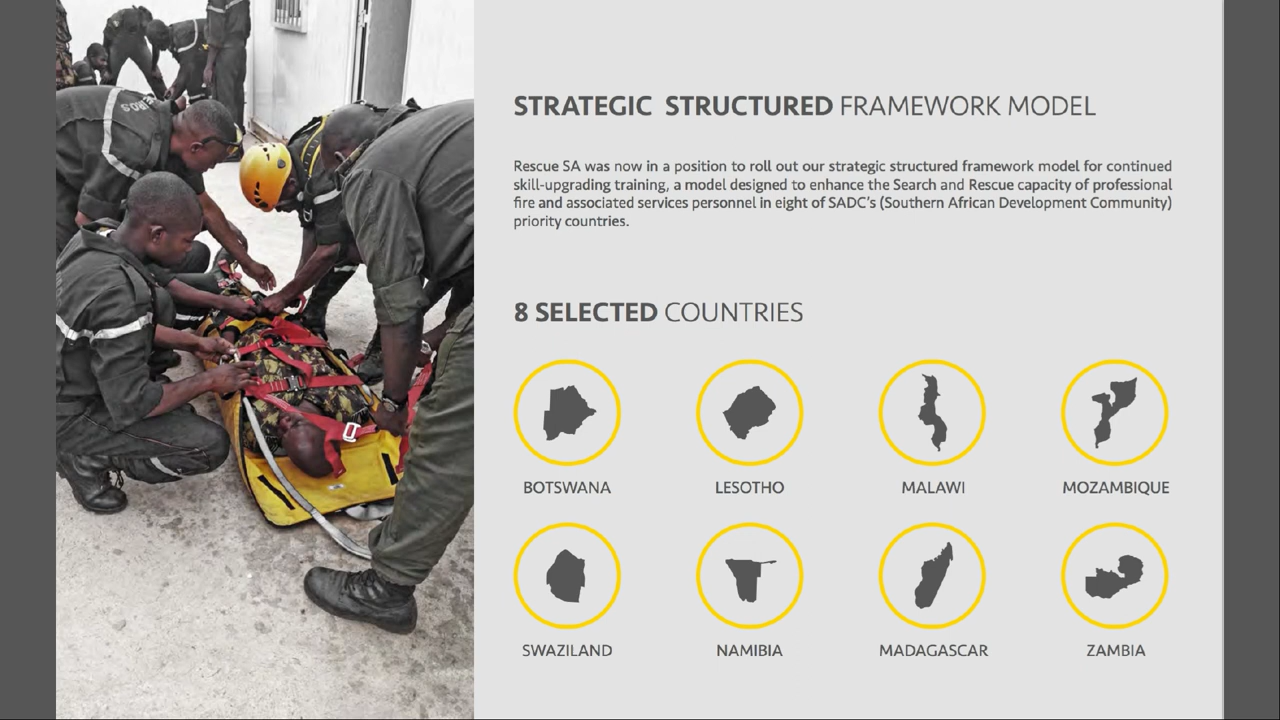 STRATEGIC STRUCTURED FRAMEWORK MODEL
Rescue SA was now in a position to roll out our strategic structured framework model for continued
skill-upgrading training, a model designed to enhance the Search and Rescue capacity of professional
fire and associated services personnel in eight of SADC's (Southern African Development Community)
priority countries.
8 SELECTED COUNTRIES
BOTSWANA
LESOTHO
MALAWI
MOZAMBIQUE
SWAZILAND
NAMIBIA
MADAGASCAR
ZAMBIA